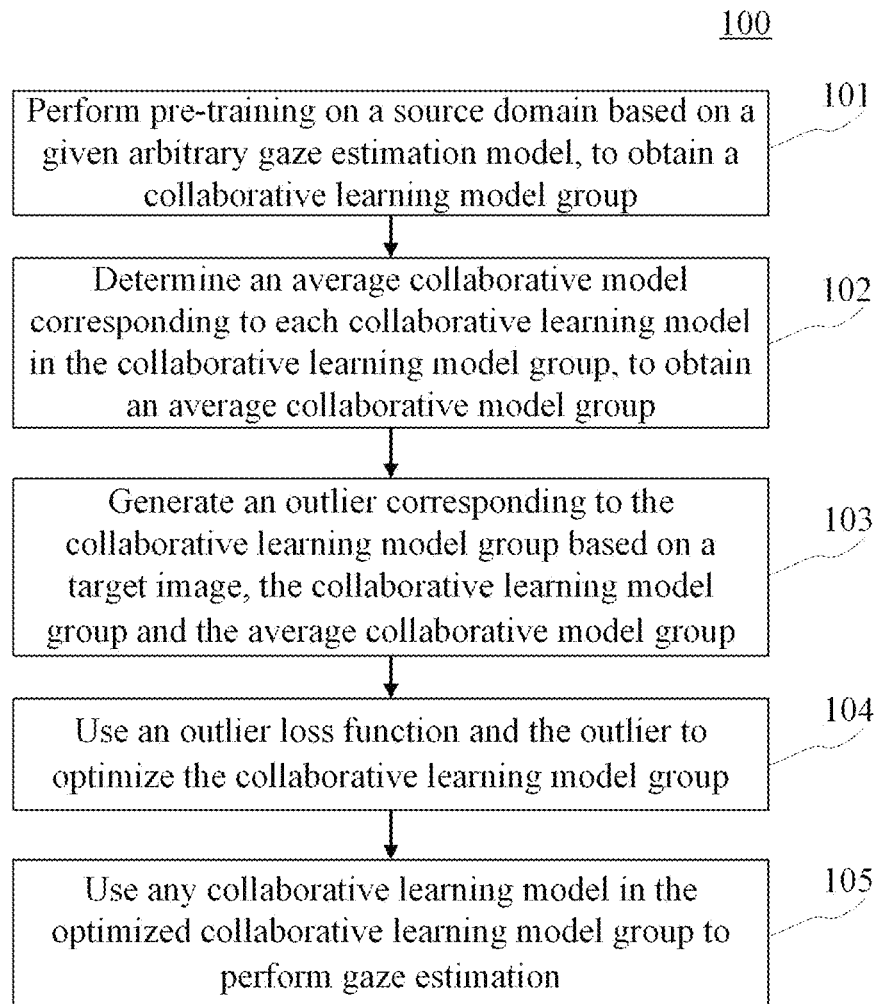 100
101
Perform pre-training on a source domain based on a
given arbitrary gaze estimation model, to obtain a
collaborative learning model group
102
Determine an average collaborative model
corresponding to each collaborative learning model
in the collaborative learning model group, to obtain
an average collaborative model group
103
Generate an outlier corresponding to the
collaborative learning model group based on a
target image, the collaborative learning model
group and the average collaborative model group
104
Use an outlier loss function and the outlier to
optimize the collaborative learning model group
105
Use any collaborative learning model in the
optimized collaborative learning model group to
perform gaze estimation